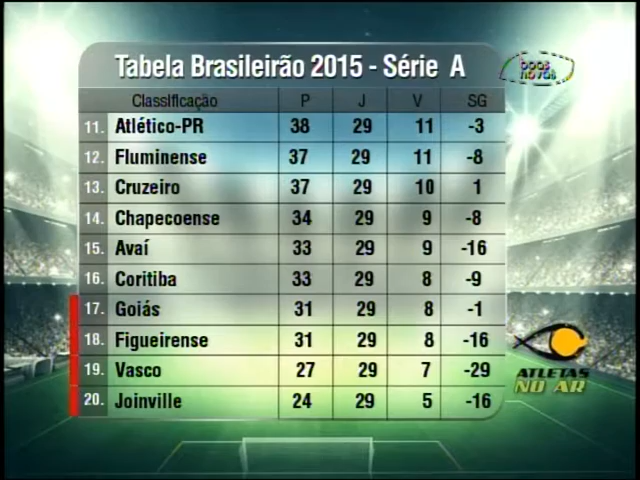 Tabela Brasileirão 2015 - Série A
boas novas
Classificação P J V SG
11. Atlético-PR 38 29 11 -3
12. Fluminense 37 29 11 -8
13. Cruzeiro 37 29 10 1
14. Chapecoense 34 29 9 -8
15. Avaí 33 29 9 -16
16. Coritiba 33 29 8 -9
17. Goiás 31 29 8 -1
18. Figueirense 31 29 8 -16
19. Vasco 27 29 7 -29
20. Joinville 24 29 5 -16
ATLETAS
NO AR